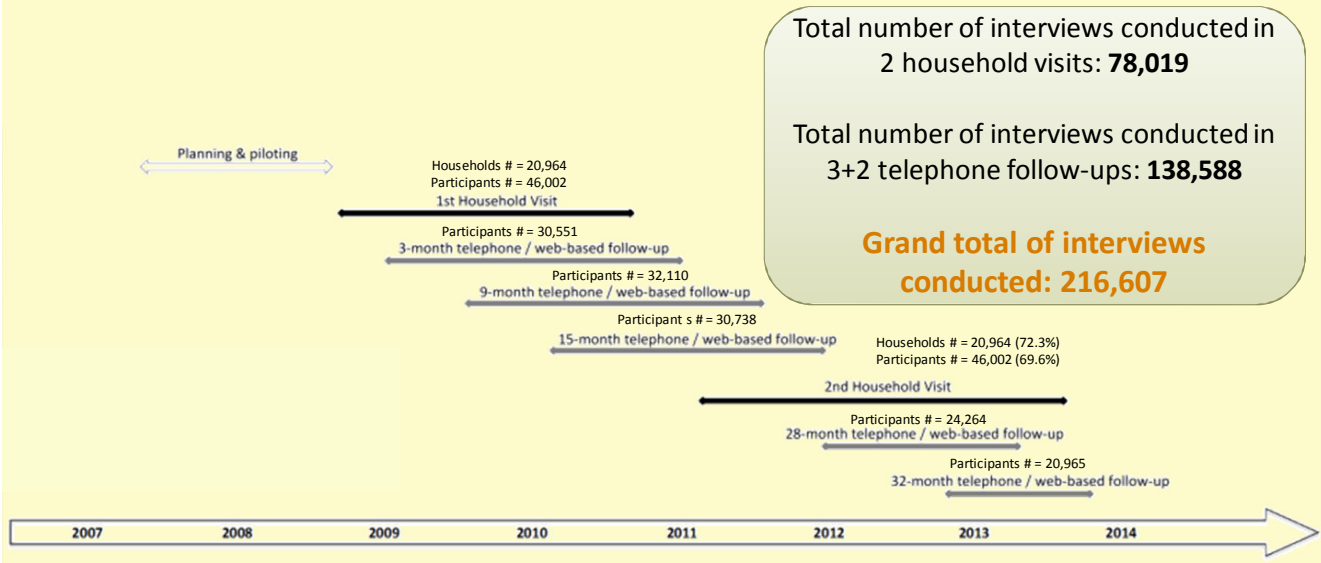 Total number of interviews conducted in
2 household visits: 78,019
Total number of interviews conducted in
3+2 telephone follow-ups: 138,588
Grand total of interviews
conducted: 216,607
Planning & piloting
Households # = 20,964
Participants # = 46,002
1st Household Visit
Participants # = 30,551
3-month telephone / web-based follow-up
Participants # = 32,110
9-month telephone / web-based follow-up
Participant s # = 30,738
15-month telephone / web-based follow-up
Households # = 20,964 (72.3%)
Participants # = 46,002 (69.6%)
2nd Household Visit
Participants # = 24,264
28-month telephone / web-based follow-up
Participants # = 20,965
32-month telephone / web-based follow-up
2007 2008 2009 2010 2011 2012 2013 2014